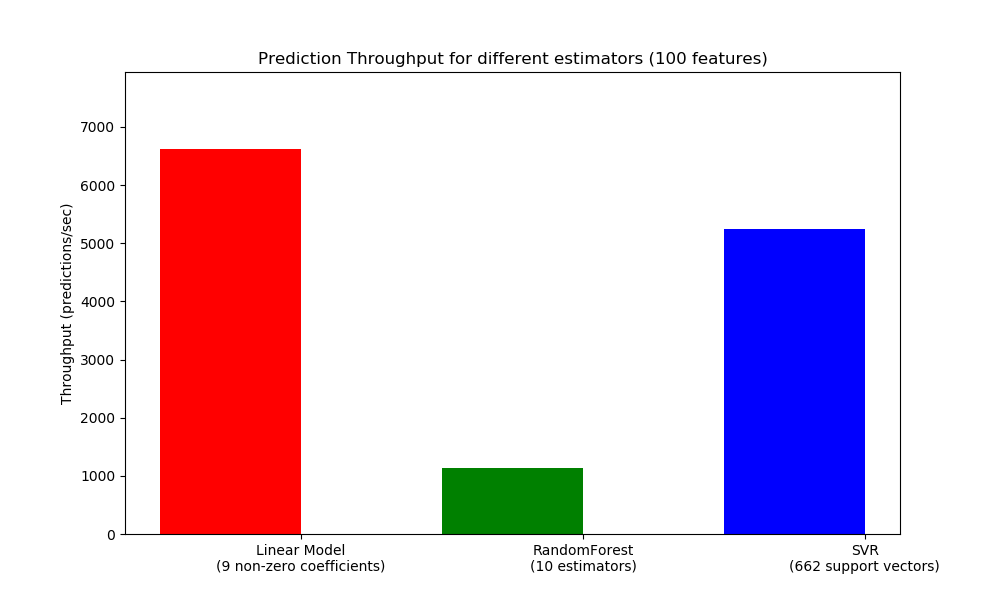 Prediction Throughput for different estimators (100 features)
Throughput (predictions/sec)
7000
6000
5000
4000
3000
2000
1000
0
Linear Model
(9 non-zero coefficients)
RandomForest
(10 estimators)
SVR
(662 support vectors)